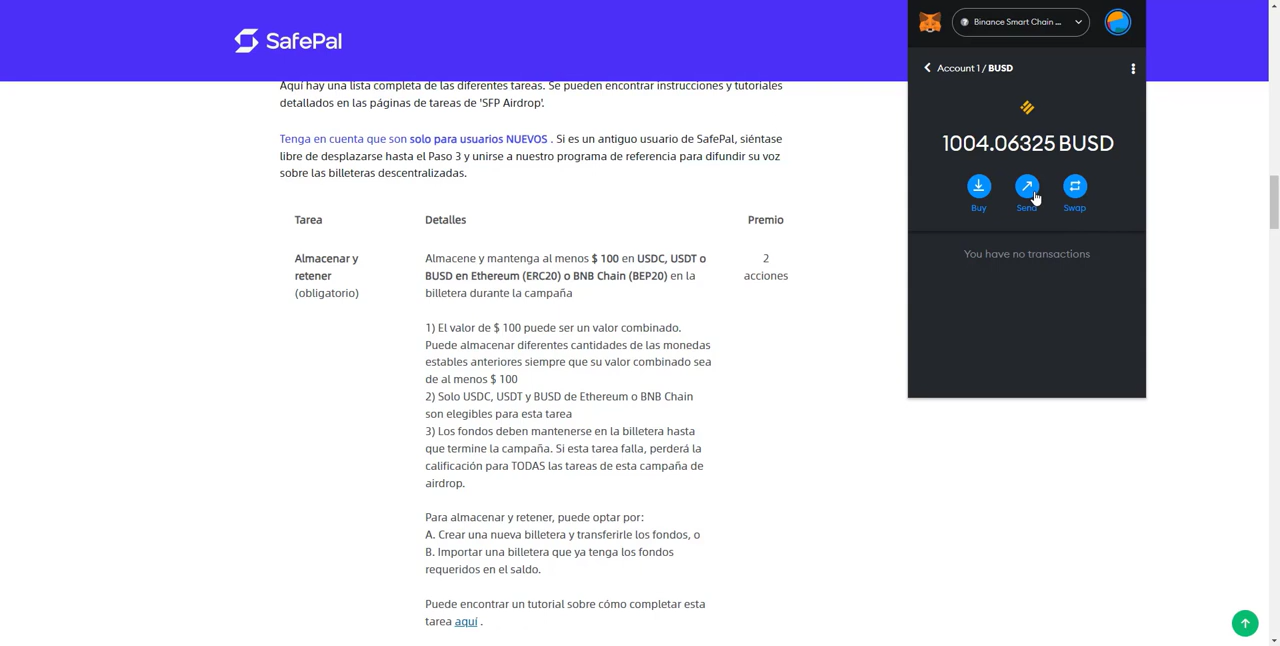 SafePal
Binance Smart Chain ...
Account 1 / BUSD
1004.06325 BUSD
Buy
Send
Swap
You have no transactions
Aquí hay una lista completa de las diferentes tareas. Se pueden encontrar instrucciones y tutoriales
detallados en las páginas de tareas de 'SFP Airdrop'.
Tenga en cuenta que son solo para usuarios NUEVOS . Si es un antiguo usuario de SafePal, siéntase
libre de desplazarse hasta el Paso 3 y unirse a nuestro programa de referencia para difundir su voz
sobre las billeteras descentralizadas.
Tarea
Detalles
Premio
Almacenar y
retener
(obligatorio)
Almacene y mantenga al menos $ 100 en USDC, USDT o
BUSD en Ethereum (ERC20) o BNB Chain (BEP20) en la
billetera durante la campaña
1) El valor de $ 100 puede ser un valor combinado.
Puede almacenar diferentes cantidades de las monedas
estables anteriores siempre que su valor combinado sea
de al menos $ 100
2) Solo USDC, USDT y BUSD de Ethereum o BNB Chain
son elegibles para esta tarea
3) Los fondos deben mantenerse en la billetera hasta
que termine la campaña. Si esta tarea falla, perderá la
calificación para TODAS las tareas de esta campaña de
airdrop.
Para almacenar y retener, puede optar por:
A. Crear una nueva billetera y transferirle los fondos, o
B. Importar una billetera que ya tenga los fondos
requeridos en el saldo.
Puede encontrar un tutorial sobre cómo completar esta
tarea aquí .
2
acciones